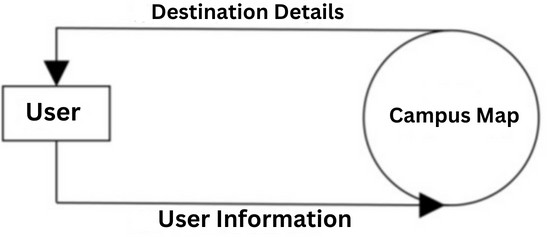 Destination Details
User
Campus Map
User Information